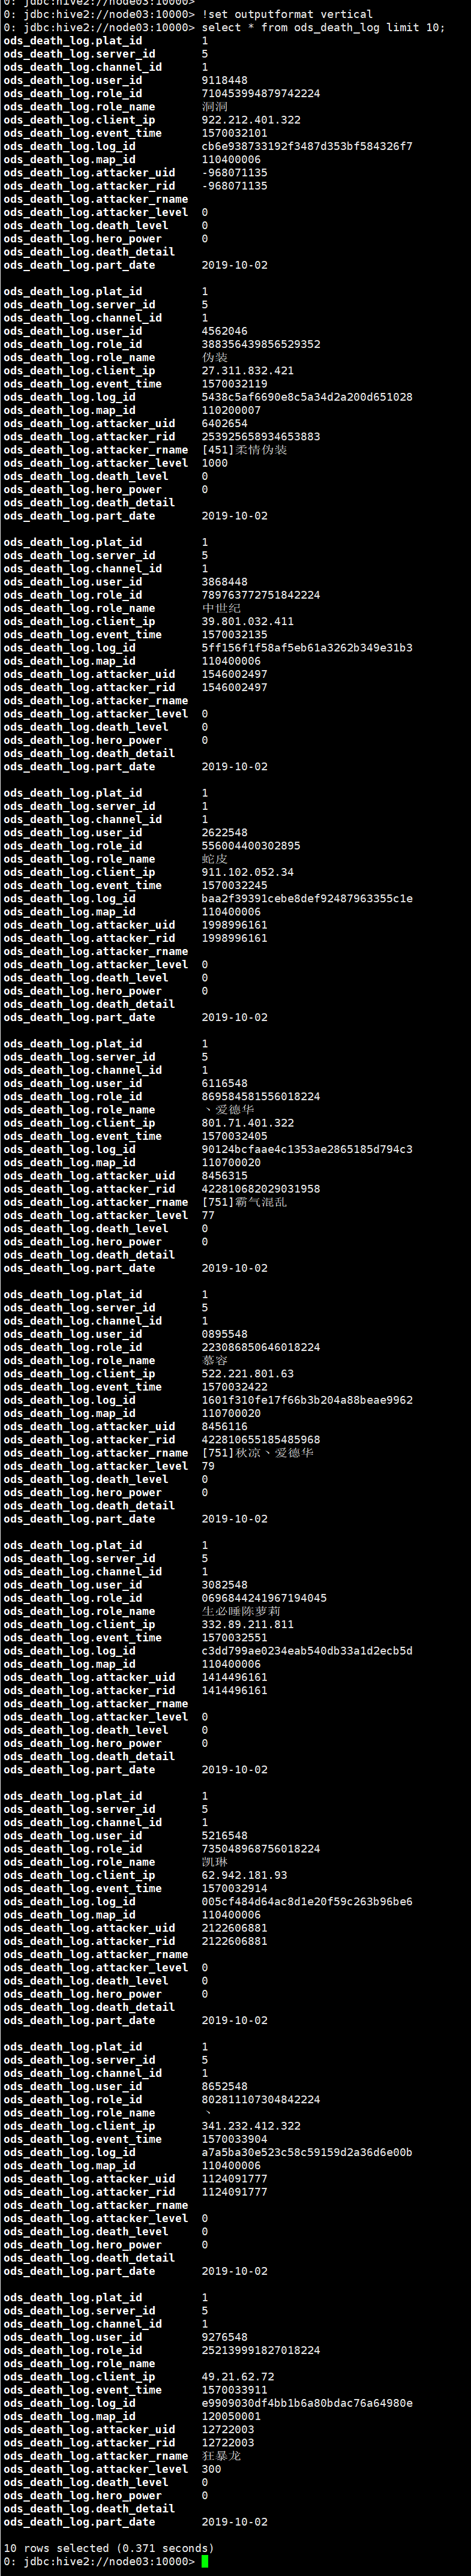 0: jdbc:hive2://node03:10000>
0: jdbc:hive2://node03:10000> !set outputformat vertical
0: jdbc:hive2://node03:10000> select * from ods_death_log limit 10;
ods_death_log.plat_id 1
ods_death_log.server_id 5
ods_death_log.channel_id 1
ods_death_log.user_id 9118448
ods_death_log.role_id 710453994879742224
ods_death_log.role_name 洞洞
ods_death_log.client_ip 922.212.401.322
ods_death_log.event_time 1570032101
ods_death_log.log_id cb6e938733192f3487d353bf584326f7
ods_death_log.map_id 110400006
ods_death_log.attacker_uid -968071135
ods_death_log.attacker_rid -968071135
ods_death_log.attacker_rname
ods_death_log.attacker_level 0
ods_death_log.death_level 0
ods_death_log.hero_power 0
ods_death_log.death_detail
ods_death_log.part_date 2019-10-02
ods_death_log.plat_id 1
ods_death_log.server_id 5
ods_death_log.channel_id 1
ods_death_log.user_id 4562046
ods_death_log.role_id 388356439856529352
ods_death_log.role_name 伪装
ods_death_log.client_ip 27.311.832.421
ods_death_log.event_time 1570032119
ods_death_log.log_id 5438c5af6690e8c5a34d2a200d651028
ods_death_log.map_id 110200007
ods_death_log.attacker_uid 6402654
ods_death_log.attacker_rid 253925658934653883
ods_death_log.attacker_rname [451]柔情伪装
ods_death_log.attacker_level 1000
ods_death_log.death_level 0
ods_death_log.hero_power 0
ods_death_log.death_detail
ods_death_log.part_date 2019-10-02
ods_death_log.plat_id 1
ods_death_log.server_id 5
ods_death_log.channel_id 1
ods_death_log.user_id 3868448
ods_death_log.role_id 789763772751842224
ods_death_log.role_name 中世纪
ods_death_log.client_ip 39.801.032.411
ods_death_log.event_time 1570032135
ods_death_log.log_id 5ff156f1f58af5eb61a3262b349e31b3
ods_death_log.map_id 110400006
ods_death_log.attacker_uid 1546002497
ods_death_log.attacker_rid 1546002497
ods_death_log.attacker_rname
ods_death_log.attacker_level 0
ods_death_log.death_level 0
ods_death_log.hero_power 0
ods_death_log.death_detail
ods_death_log.part_date 2019-10-02
ods_death_log.plat_id 1
ods_death_log.server_id 1
ods_death_log.channel_id 1
ods_death_log.user_id 2622548
ods_death_log.role_id 556004400302895
ods_death_log.role_name 蛇皮
ods_death_log.client_ip 911.102.052.34
ods_death_log.event_time 1570032245
ods_death_log.log_id baa2f39391cebe8def92487963355c1e
ods_death_log.map_id 110400006
ods_death_log.attacker_uid 1998996161
ods_death_log.attacker_rid 1998996161
ods_death_log.attacker_rname
ods_death_log.attacker_level 0
ods_death_log.death_level 0
ods_death_log.hero_power 0
ods_death_log.death_detail
ods_death_log.part_date 2019-10-02
ods_death_log.plat_id 1
ods_death_log.server_id 5
ods_death_log.channel_id 1
ods_death_log.user_id 6116548
ods_death_log.role_id 869584581556018224
ods_death_log.role_name 丶爱德华
ods_death_log.client_ip 801.71.401.322
ods_death_log.event_time 1570032405
ods_death_log.log_id 90124bcfaae4c1353ae2865185d794c3
ods_death_log.map_id 110700020
ods_death_log.attacker_uid 8456315
ods_death_log.attacker_rid 422810682029031958
ods_death_log.attacker_rname [751]霸气混乱
ods_death_log.attacker_level 77
ods_death_log.death_level 0
ods_death_log.hero_power 0
ods_death_log.death_detail
ods_death_log.part_date 2019-10-02
ods_death_log.plat_id 1
ods_death_log.server_id 5
ods_death_log.channel_id 1
ods_death_log.user_id 0895548
ods_death_log.role_id 223086850646018224
ods_death_log.role_name 慕容
ods_death_log.client_ip 522.221.801.63
ods_death_log.event_time 1570032422
ods_death_log.log_id 1601f310fe17f66b3b204a88beae9962
ods_death_log.map_id 110700020
ods_death_log.attacker_uid 8456116
ods_death_log.attacker_rid 422810655185485968
ods_death_log.attacker_rname [751]秋凉丶爱德华
ods_death_log.attacker_level 79
ods_death_log.death_level 0
ods_death_log.hero_power 0
ods_death_log.death_detail
ods_death_log.part_date 2019-10-02
ods_death_log.plat_id 1
ods_death_log.server_id 5
ods_death_log.channel_id 1
ods_death_log.user_id 3082548
ods_death_log.role_id 0696844241967194045
ods_death_log.role_name 生必睡陈萝莉
ods_death_log.client_ip 332.89.211.811
ods_death_log.event_time 1570032551
ods_death_log.log_id c3dd799ae0234eab540db33a1d2ecb5d
ods_death_log.map_id 110400006
ods_death_log.attacker_uid 1414496161
ods_death_log.attacker_rid 1414496161
ods_death_log.attacker_rname
ods_death_log.attacker_level 0
ods_death_log.death_level 0
ods_death_log.hero_power 0
ods_death_log.death_detail
ods_death_log.part_date 2019-10-02
ods_death_log.plat_id 1
ods_death_log.server_id 5
ods_death_log.channel_id 1
ods_death_log.user_id 5216548
ods_death_log.role_id 735048968756018224
ods_death_log.role_name 凯琳
ods_death_log.client_ip 62.942.181.93
ods_death_log.event_time 1570032914
ods_death_log.log_id 005cf484d64ac8d1e20f59c263b96be6
ods_death_log.map_id 110400006
ods_death_log.attacker_uid 2122606881
ods_death_log.attacker_rid 2122606881
ods_death_log.attacker_rname
ods_death_log.attacker_level 0
ods_death_log.death_level 0
ods_death_log.hero_power 0
ods_death_log.death_detail
ods_death_log.part_date 2019-10-02
ods_death_log.plat_id 1
ods_death_log.server_id 5
ods_death_log.channel_id 1
ods_death_log.user_id 8652548
ods_death_log.role_id 802811107304842224
ods_death_log.role_name 丶
ods_death_log.client_ip 341.232.412.322
ods_death_log.event_time 1570033904
ods_death_log.log_id a7a5ba30e523c58c59159d2a36d6e00b
ods_death_log.map_id 110400006
ods_death_log.attacker_uid 1124091777
ods_death_log.attacker_rid 1124091777
ods_death_log.attacker_rname
ods_death_log.attacker_level 0
ods_death_log.death_level 0
ods_death_log.hero_power 0
ods_death_log.death_detail
ods_death_log.part_date 2019-10-02
ods_death_log.plat_id 1
ods_death_log.server_id 5
ods_death_log.channel_id 1
ods_death_log.user_id 9276548
ods_death_log.role_id 252139991827018224
ods_death_log.role_name
ods_death_log.client_ip 49.21.62.72
ods_death_log.event_time 1570033911
ods_death_log.log_id e9909030df4bb1b6a80bdac76a64980e
ods_death_log.map_id 120050001
ods_death_log.attacker_uid 12722003
ods_death_log.attacker_rid 12722003
ods_death_log.attacker_rname 狂暴龙
ods_death_log.attacker_level 300
ods_death_log.death_level 0
ods_death_log.hero_power 0
ods_death_log.death_detail
ods_death_log.part_date 2019-10-02
10 rows selected (0.371 seconds)
0: jdbc:hive2://node03:10000>